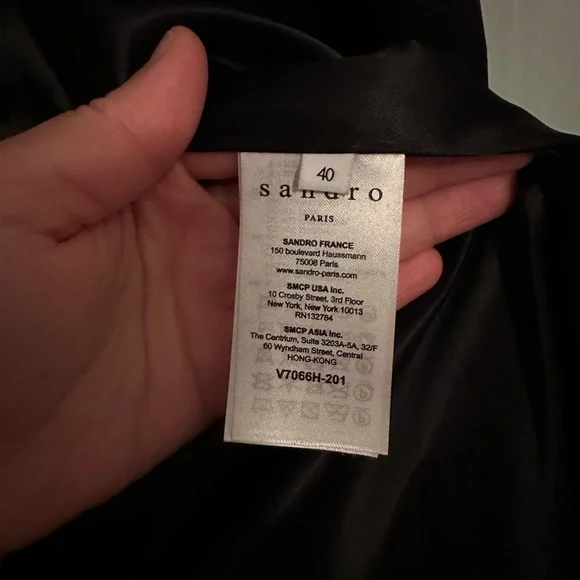 40
sandro
PARIS
SANDRO FRANCE
150 boulevard Haussmann
75008 Paris
www.sandro-paris.com
SMCP USA Inc.
10 Crosby Street, 3rd Floor
New York, New York 10013
RN132784
SMCP ASIA Inc.
The Centrium, Suite 3203A-5A, 32/F
60 Wyndham Street, Central
HONG-KONG
V7066H-201